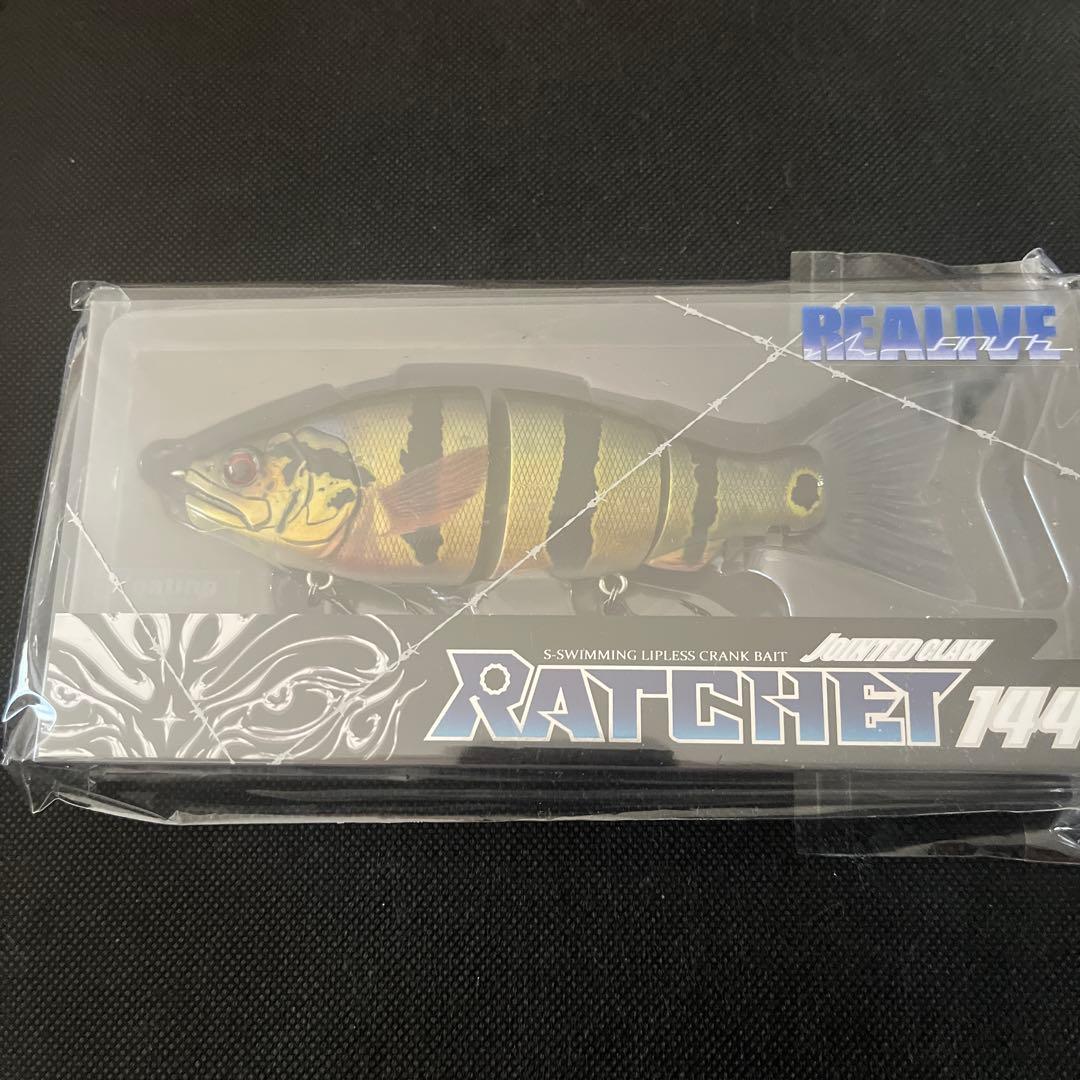 REALIVE
FINISH
S-SWIMMING LIPLESS CRANK BAIT
JOINTED CLAW
RATCHET 144